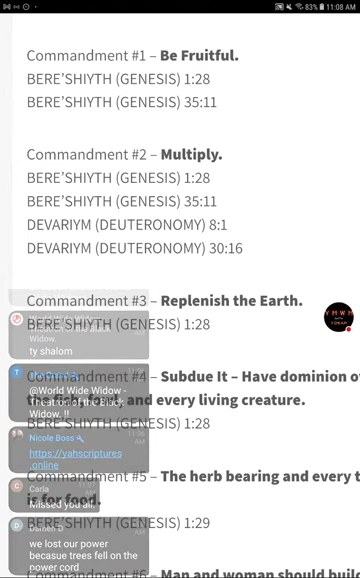 83% 11:08 AM
Commandment #1 – Be Fruitful.
BERE'SHIYTH (GENESIS) 1:28
BERE'SHIYTH (GENESIS) 35:11
Commandment #2 – Multiply.
BERE'SHIYTH (GENESIS) 1:28
BERE'SHIYTH (GENESIS) 35:11
DEVARIYM (DEUTERONOMY) 8:1
DEVARIYM (DEUTERONOMY) 30:16
Commandment #3 – Replenish the Earth.
BERE'SHIYTH (GENESIS) 1:28
Widow.
ty shalom
Commandment #4 – Subdue It – Have dominion o
and every living creature.
BERE'SHIYTH (GENESIS) 1:28
@World Wide Widow -
Creation of the Black
Widow. !!
Nicole Boss
https://yahscriptures
.online
Commandment #5 – The herb bearing and every t
is for food.
BERE'SHIYTH (GENESIS) 1:29
Carla
Missed you all
Damien D
we lost our power
becasue trees fell on the
power cord
Commandment #6 – Man and woman should buil
Y M W M
TORAH